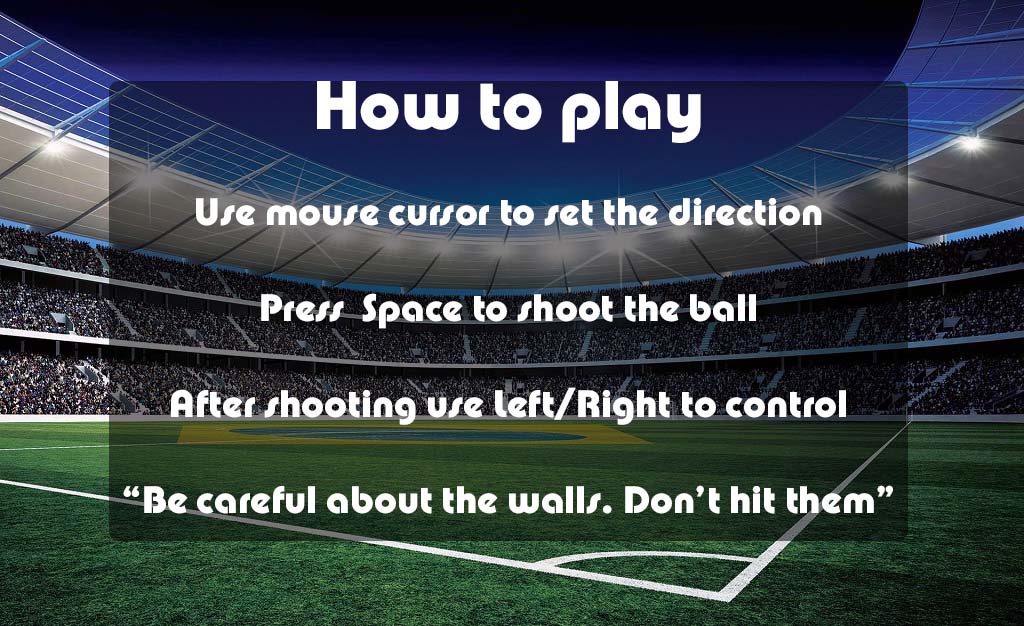 How to play
Use mouse cursor to set the direction
Press  Space to shoot the ball
After shooting use Left/Right to control
“Be careful about the walls. Don’t hit them”